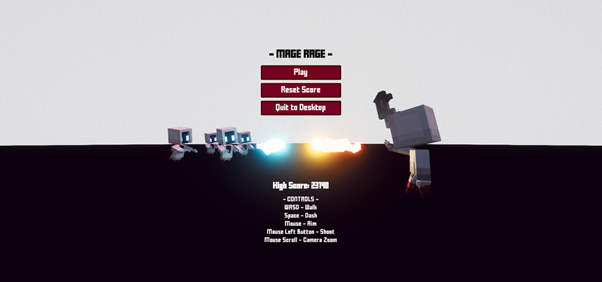 - MAGE RAGE -
Play
Reset Score
Quit to Desktop
High Score: 23740
- CONTROLS -
WASD - Walk
Space - Dash
Mouse - Aim
Mouse Left Button - Shoot
Mouse Scroll - Camera Zoom